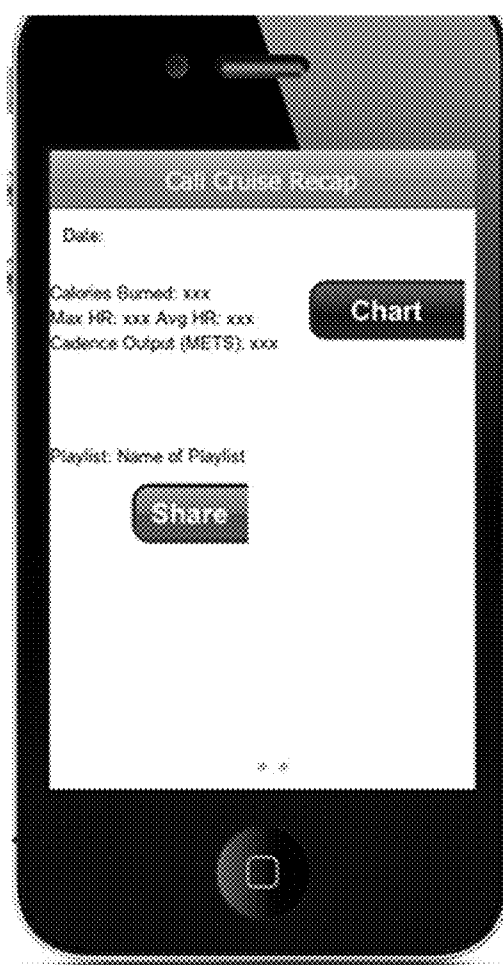 Cali Cruise Recap
Date:
Calories Burned: xxx
Chart
Max HR: xxx Avg HR: xxx
Cadence Output (METS): xxx
Playlist: Name of Playlist
Share